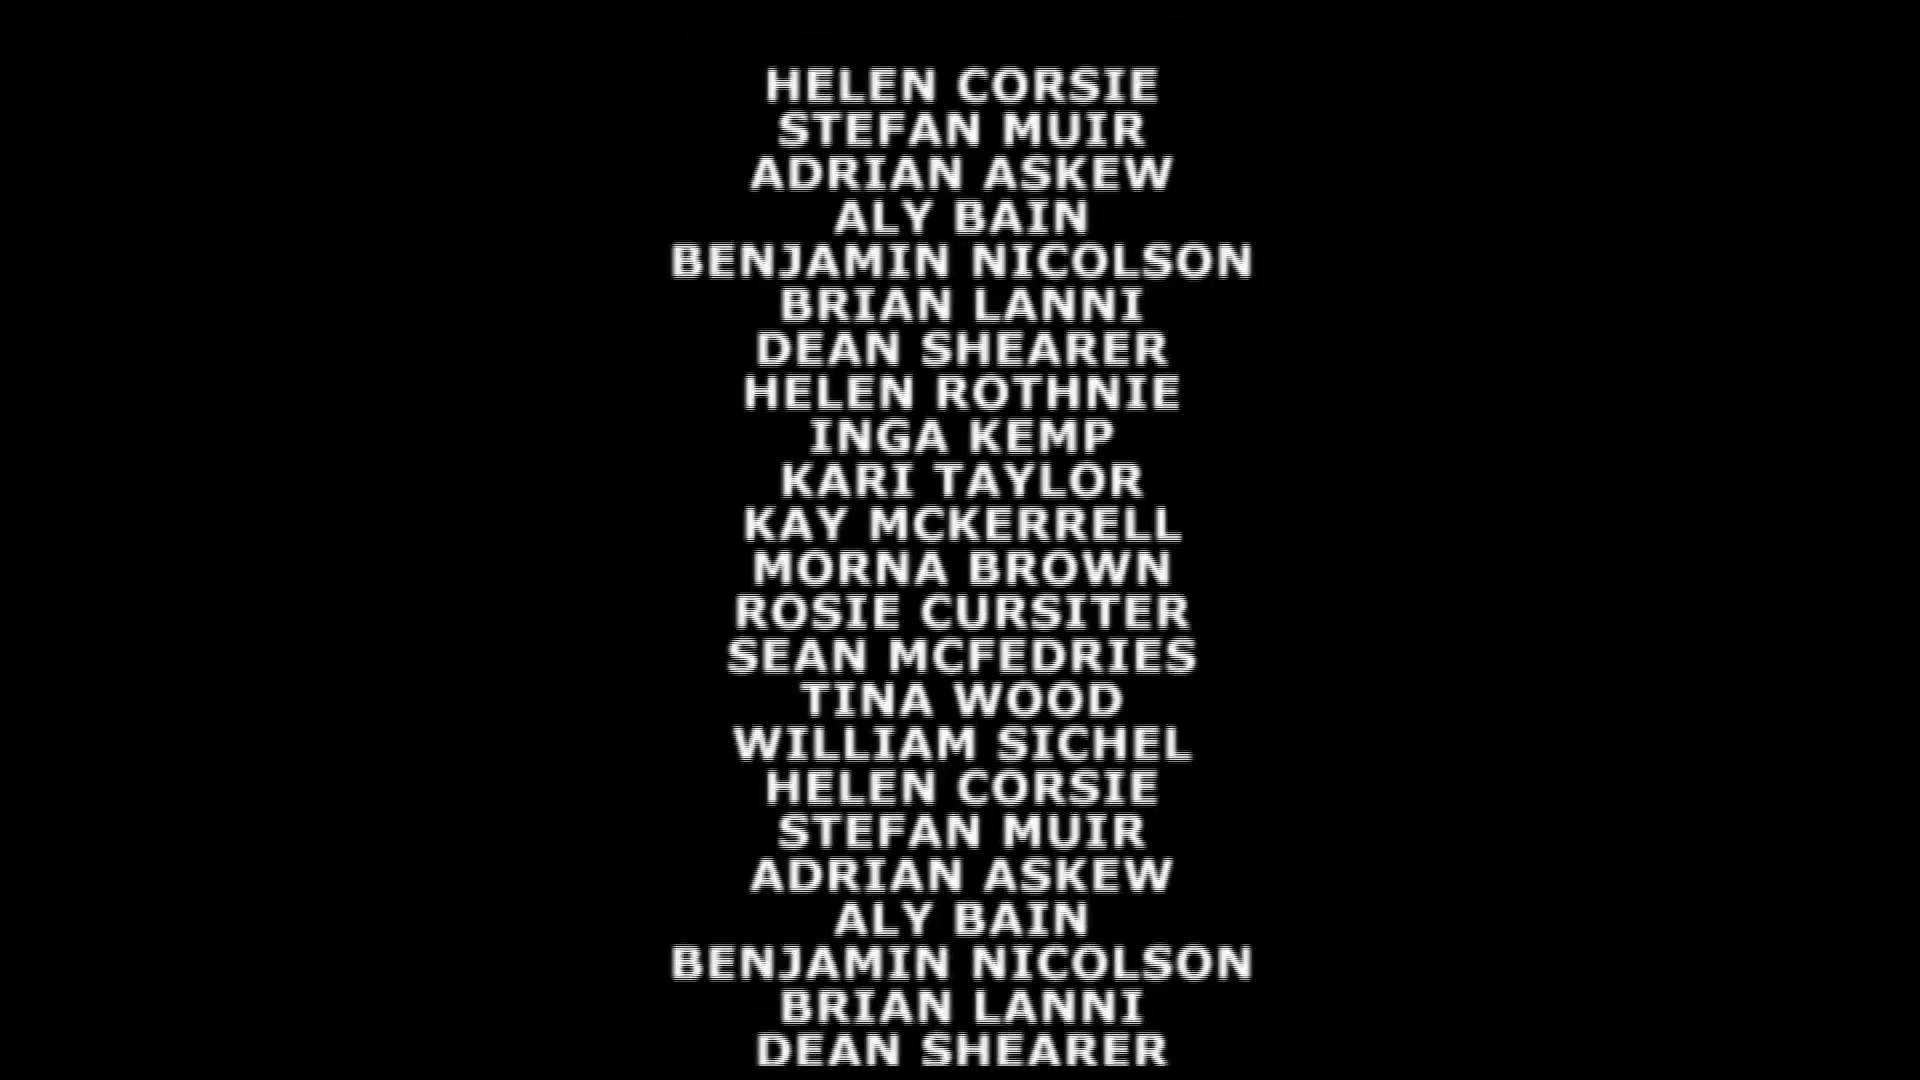 HELEN CORSIE
STEFAN MUIR
ADRIAN ASKEW
ALY BAIN
BENJAMIN NICOLSON
BRIAN LANNI
DEAN SHEARER
HELEN ROTHNIE
INGA KEMP
KARI TAYLOR
KAY MCKERRELL
MORNA BROWN
ROSIE CURSITER
SEAN MCFEDRIES
TINA WOOD
WILLIAM SICHEL
HELEN CORSIE
STEFAN MUIR
ADRIAN ASKEW
ALY BAIN
BENJAMIN NICOLSON
BRIAN LANNI
DEAN SHEARER